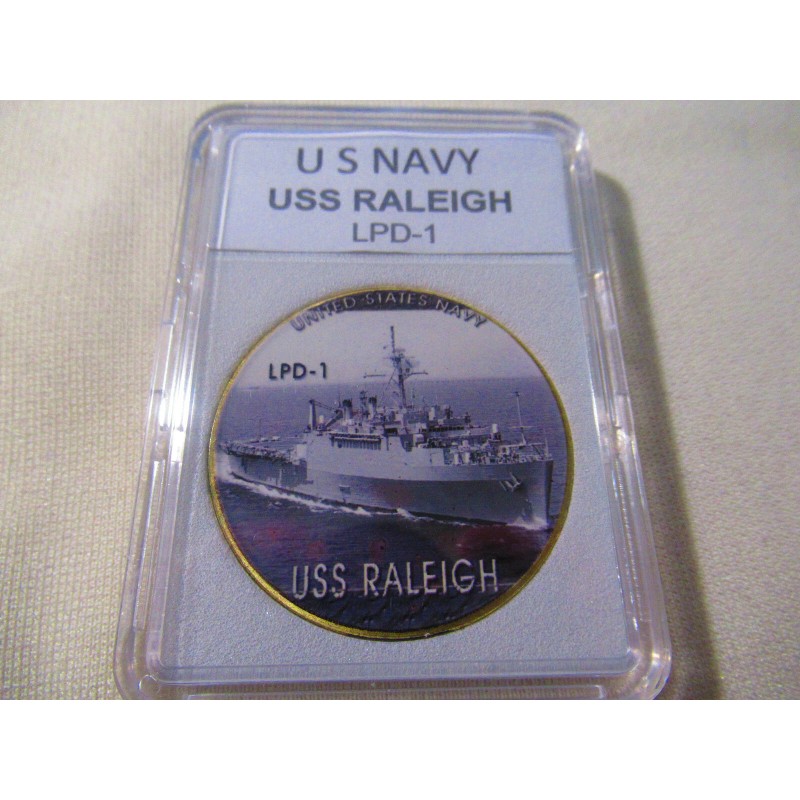 U S NAVY
USS RALEIGH
LPD-1
UNITED STATES NAVY
LPD-1
USS RALEIGH